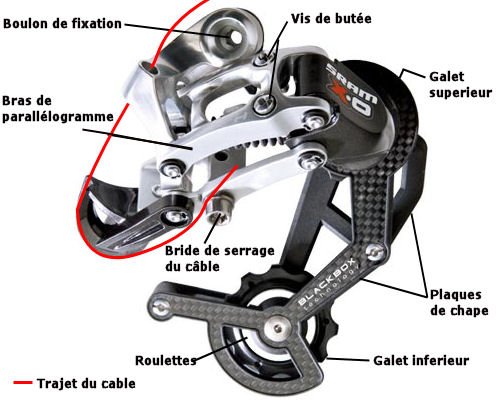 Boulon de fixation
Vis de butée
Galet
superieur
SRAM
X.0
Bras de
parallélogramme
Bride de serrage
du câble
BLACKBOX
technology
Plaques
de chape
Roulettes
Galet inferieur
Trajet du cable